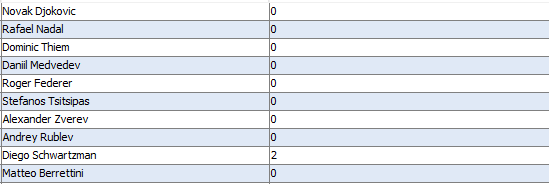 Novak Djokovic 0
Rafael Nadal 0
Dominic Thiem 0
Daniil Medvedev 0
Roger Federer 0
Stefanos Tsitsipas 0
Alexander Zverev 0
Andrey Rublev 0
Diego Schwartzman 2
Matteo Berrettini 0